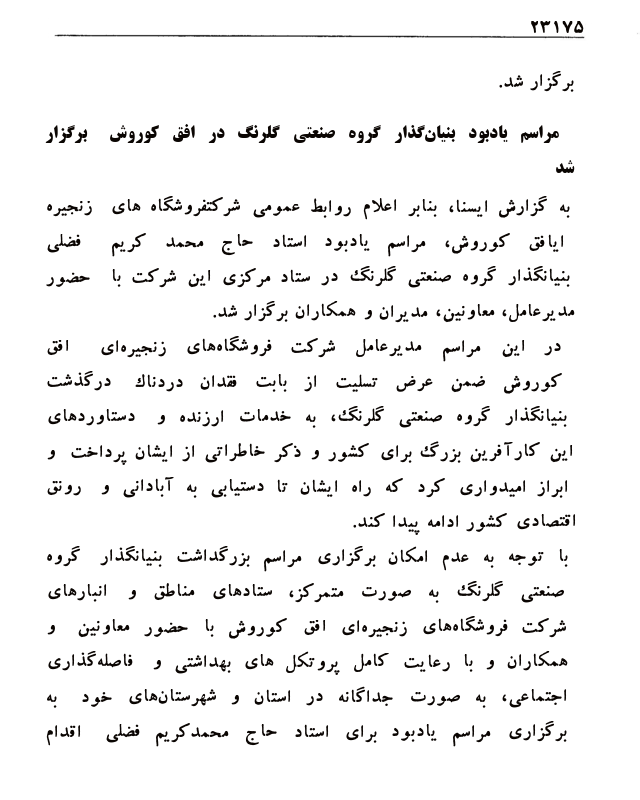 ۲۳۱۷۵
برگزار شد.
مراسم یادبود بنیان‌گذار گروه صنعتی گلرنگ در افق کوروش برگزار
شد
به گزارش ایسنا، بنابر اعلام روابط عمومی شرکتفروشگاه های زنجیره
ایافق کوروش، مراسم یادبود استاد حاج محمد کریم فضلی
بنیانگذار گروه صنعتی گلرنگ در ستاد مرکزی این شرکت با حضور
مدیرعامل، معاونین، مدیران و همکاران برگزار شد.
در این مراسم مدیرعامل شرکت فروشگاه‌های زنجیره‌ای افق
کوروش ضمن عرض تسلیت از بابت فقدان دردناک درگذشت
بنیانگذار گروه صنعتی گلرنگ، به خدمات ارزنده و دستاوردهای
این کارآفرین بزرگ برای کشور و ذکر خاطراتی از ایشان پرداخت و
ابراز امیدواری کرد که راه ایشان تا دستیابی به آبادانی و رونق
اقتصادی کشور ادامه پیدا کند.
با توجه به عدم امکان برگزاری مراسم بزرگداشت بنیانگذار گروه
صنعتی گلرنگ به صورت متمرکز، ستادهای مناطق و انبارهای
شرکت فروشگاه‌های زنجیره‌ای افق کوروش با حضور معاونین و
همکاران و با رعایت کامل پروتکل های بهداشتی و فاصله‌گذاری
اجتماعی، به صورت جداگانه در استان و شهرستان‌های خود به
برگزاری مراسم یادبود برای استاد حاج محمدکریم فضلی اقدام